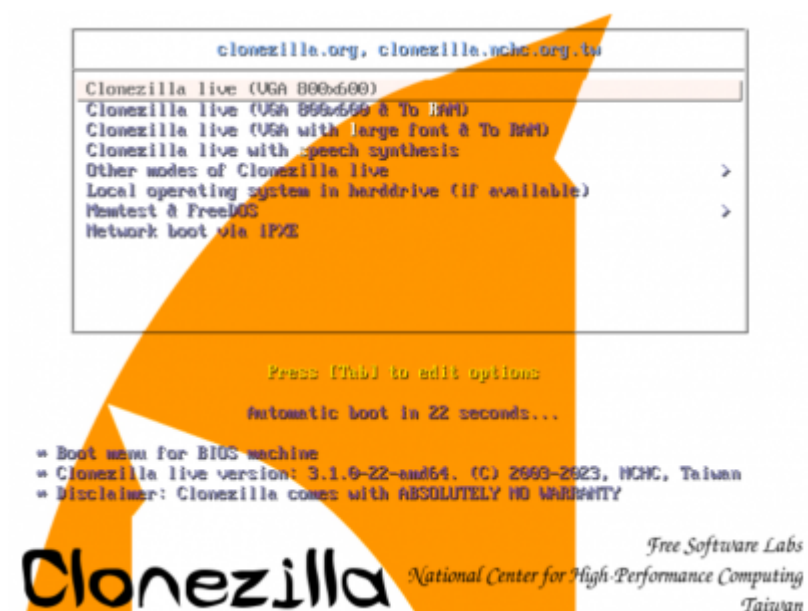 clonezilla.org, clonezilla.nchc.org.tw
Clonezilla live (VGA 800x600)
Clonezilla live (VGA 800x600 & To RAM)
Clonezilla live (VGA with large font & To RAM)
Clonezilla live with speech synthesis
Other modes of Clonezilla live >
Local operating system in harddrive (if available)
Memtest & FreeDOS >
Network boot via iPXE
Press [Tab] to edit options
Automatic boot in 22 seconds...
* Boot menu for BIOS machine
* Clonezilla live version: 3.1.0-22-amd64. (C) 2003-2023, NCHC, Taiwan
* Disclaimer: Clonezilla comes with ABSOLUTELY NO WARRANTY
Free Software Labs
Clonezilla National Center for High-Performance Computing
Taiwan